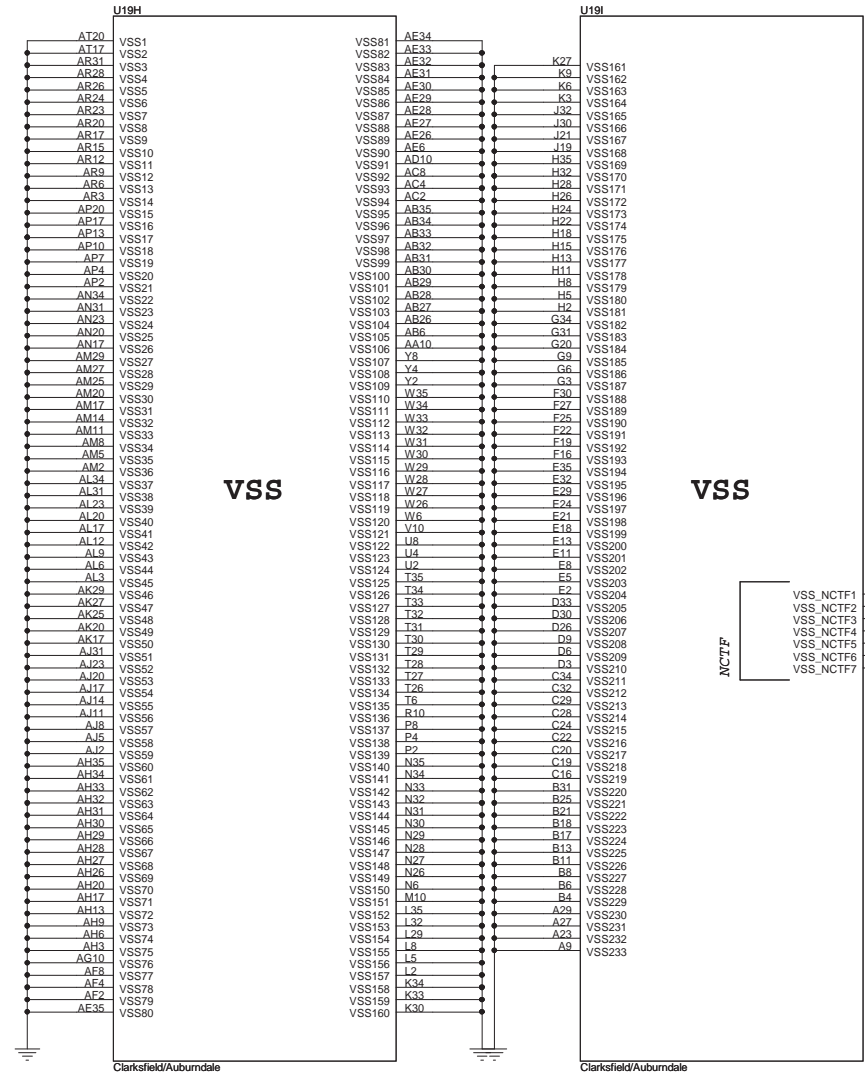 U19H
AT20 VSS1
AT17 VSS2
AR31 VSS3
AR28 VSS4
AR26 VSS5
AR24 VSS6
AR23 VSS7
AR20 VSS8
AR17 VSS9
AR15 VSS10
AR12 VSS11
AR9 VSS12
AR6 VSS13
AR3 VSS14
AP20 VSS15
AP17 VSS16
AP13 VSS17
AP10 VSS18
AP7 VSS19
AP4 VSS20
AP2 VSS21
AN34 VSS22
AN31 VSS23
AN23 VSS24
AN20 VSS25
AN17 VSS26
AM29 VSS27
AM27 VSS28
AM25 VSS29
AM20 VSS30
AM17 VSS31
AM14 VSS32
AM11 VSS33
AM8 VSS34
AM5 VSS35
AM2 VSS36
AL34 VSS37
AL31 VSS38
AL23 VSS39
AL20 VSS40
AL17 VSS41
AL12 VSS42
AL9 VSS43
AL6 VSS44
AL3 VSS45
AK29 VSS46
AK27 VSS47
AK25 VSS48
AK20 VSS49
AK17 VSS50
AJ31 VSS51
AJ23 VSS52
AJ20 VSS53
AJ17 VSS54
AJ14 VSS55
AJ11 VSS56
AJ8 VSS57
AJ5 VSS58
AJ2 VSS59
AH35 VSS60
AH34 VSS61
AH33 VSS62
AH32 VSS63
AH31 VSS64
AH30 VSS65
AH29 VSS66
AH28 VSS67
AH27 VSS68
AH26 VSS69
AH20 VSS70
AH17 VSS71
AH13 VSS72
AH9 VSS73
AH6 VSS74
AH3 VSS75
AG10 VSS76
AF8 VSS77
AF4 VSS78
AF2 VSS79
AE35 VSS80
VSS
VSS81 AE34
VSS82 AE33
VSS83 AE32
VSS84 AE31
VSS85 AE30
VSS86 AE29
VSS87 AE28
VSS88 AE27
VSS89 AE26
VSS90 AE6
VSS91 AD10
VSS92 AC8
VSS93 AC4
VSS94 AC2
VSS95 AB35
VSS96 AB34
VSS97 AB33
VSS98 AB32
VSS99 AB31
VSS100 AB30
VSS101 AB29
VSS102 AB28
VSS103 AB27
VSS104 AB26
VSS105 AB6
VSS106 AA10
VSS107 Y8
VSS108 Y4
VSS109 Y2
VSS110 W35
VSS111 W34
VSS112 W33
VSS113 W32
VSS114 W31
VSS115 W30
VSS116 W29
VSS117 W28
VSS118 W27
VSS119 W26
VSS120 W6
VSS121 V10
VSS122 U8
VSS123 U4
VSS124 U2
VSS125 T35
VSS126 T34
VSS127 T33
VSS128 T32
VSS129 T31
VSS130 T30
VSS131 T29
VSS132 T28
VSS133 T27
VSS134 T26
VSS135 T6
VSS136 R10
VSS137 P8
VSS138 P4
VSS139 P2
VSS140 N35
VSS141 N34
VSS142 N33
VSS143 N32
VSS144 N31
VSS145 N30
VSS146 N29
VSS147 N28
VSS148 N27
VSS149 N26
VSS150 N6
VSS151 M10
VSS152 L35
VSS153 L32
VSS154 L29
VSS155 L8
VSS156 L5
VSS157 L2
VSS158 K34
VSS159 K33
VSS160 K30
Clarksfield/Auburndale
U19I
K27 VSS161
K9 VSS162
K6 VSS163
K3 VSS164
J32 VSS165
J30 VSS166
J21 VSS167
J19 VSS168
H35 VSS169
H32 VSS170
H28 VSS171
H26 VSS172
H24 VSS173
H22 VSS174
H18 VSS175
H15 VSS176
H13 VSS177
H11 VSS178
H8 VSS179
H5 VSS180
H2 VSS181
G34 VSS182
G31 VSS183
G20 VSS184
G9 VSS185
G6 VSS186
G3 VSS187
F30 VSS188
F27 VSS189
F25 VSS190
F22 VSS191
F19 VSS192
F16 VSS193
E35 VSS194
E32 VSS195
E29 VSS196
E24 VSS197
E21 VSS198
E18 VSS199
E13 VSS200
E11 VSS201
E8 VSS202
E5 VSS203
E2 VSS204
D33 VSS205
D30 VSS206
D26 VSS207
D9 VSS208
D6 VSS209
D3 VSS210
C34 VSS211
C32 VSS212
C29 VSS213
C28 VSS214
C24 VSS215
C22 VSS216
C20 VSS217
C19 VSS218
C16 VSS219
B31 VSS220
B25 VSS221
B21 VSS222
B18 VSS223
B17 VSS224
B13 VSS225
B11 VSS226
B8 VSS227
B6 VSS228
B4 VSS229
A29 VSS230
A27 VSS231
A23 VSS232
A9 VSS233
VSS
NCTF
VSS_NCTF1
VSS_NCTF2
VSS_NCTF3
VSS_NCTF4
VSS_NCTF5
VSS_NCTF6
VSS_NCTF7
Clarksfield/Auburndale